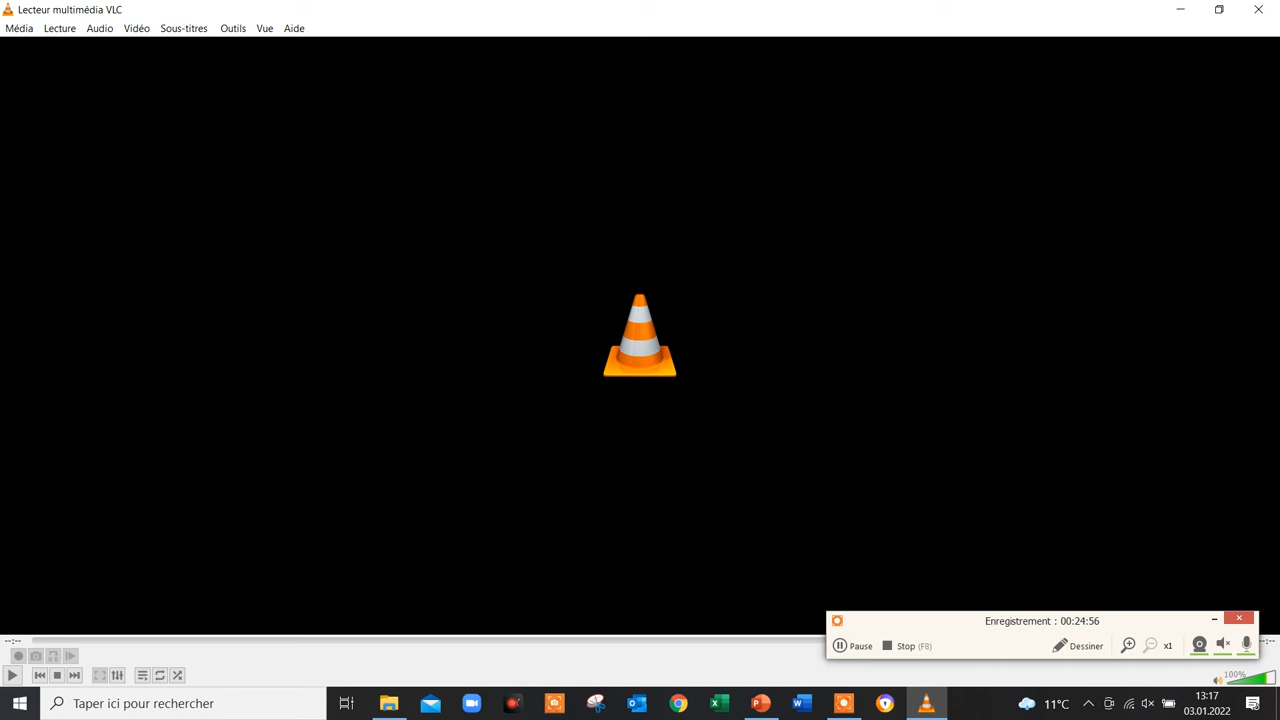 Lecteur multimédia VLC
Média Lecture Audio Vidéo Sous-titres Outils Vue Aide
Enregistrement : 00:24:56
--:-- --:--
Pause Stop (F8) Dessiner x1
100%
Taper ici pour rechercher
11°C
13:17
03.01.2022